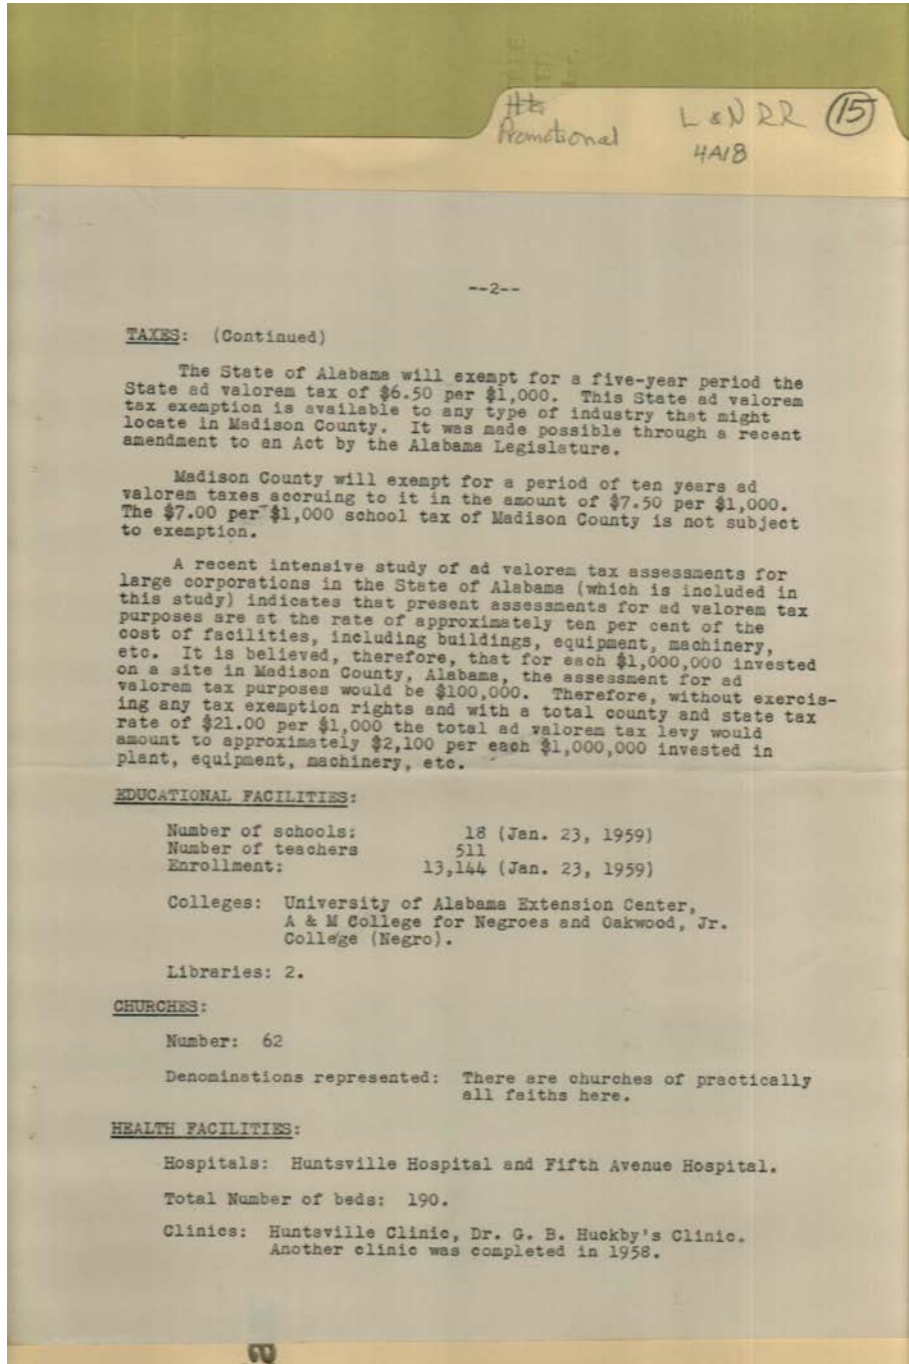 Hts
Promotional
L & N RR (15)
4A18
--2--
TAXES: (Continued)
The State of Alabama will exempt for a five-year period the
State ad valorem tax of $6.50 per $1,000. This State ad valorem
tax exemption is available to any type of industry that might
locate in Madison County. It was made possible through a recent
amendment to an Act by the Alabama Legislature.
Madison County will exempt for a period of ten years ad
valorem taxes accruing to it in the amount of $7.50 per $1,000.
The $7.00 per $1,000 school tax of Madison County is not subject
to exemption.
A recent intensive study of ad valorem tax assessments for
large corporations in the State of Alabama (which is included in
this study) indicates that present assessments for ad valorem tax
purposes are at the rate of approximately ten per cent of the
cost of facilities, including buildings, equipment, machinery,
etc. It is believed, therefore, that for each $1,000,000 invested
on a site in Madison County, Alabama, the assessment for ad
valorem tax purposes would be $100,000. Therefore, without exercis-
ing any tax exemption rights and with a total county and state tax
rate of $21.00 per $1,000 the total ad valorem tax levy would
amount to approximately $2,100 per each $1,000,000 invested in
plant, equipment, machinery, etc.
EDUCATIONAL FACILITIES:
Number of schools: 18 (Jan. 23, 1959)
Number of teachers 511
Enrollment: 13,144 (Jan. 23, 1959)
Colleges: University of Alabama Extension Center,
A & M College for Negroes and Oakwood, Jr.
College (Negro).
Libraries: 2.
CHURCHES:
Number: 62
Denominations represented: There are churches of practically
all faiths here.
HEALTH FACILITIES:
Hospitals: Huntsville Hospital and Fifth Avenue Hospital.
Total Number of beds: 190.
Clinics: Huntsville Clinic, Dr. G. B. Huckby's Clinic.
Another clinic was completed in 1958.